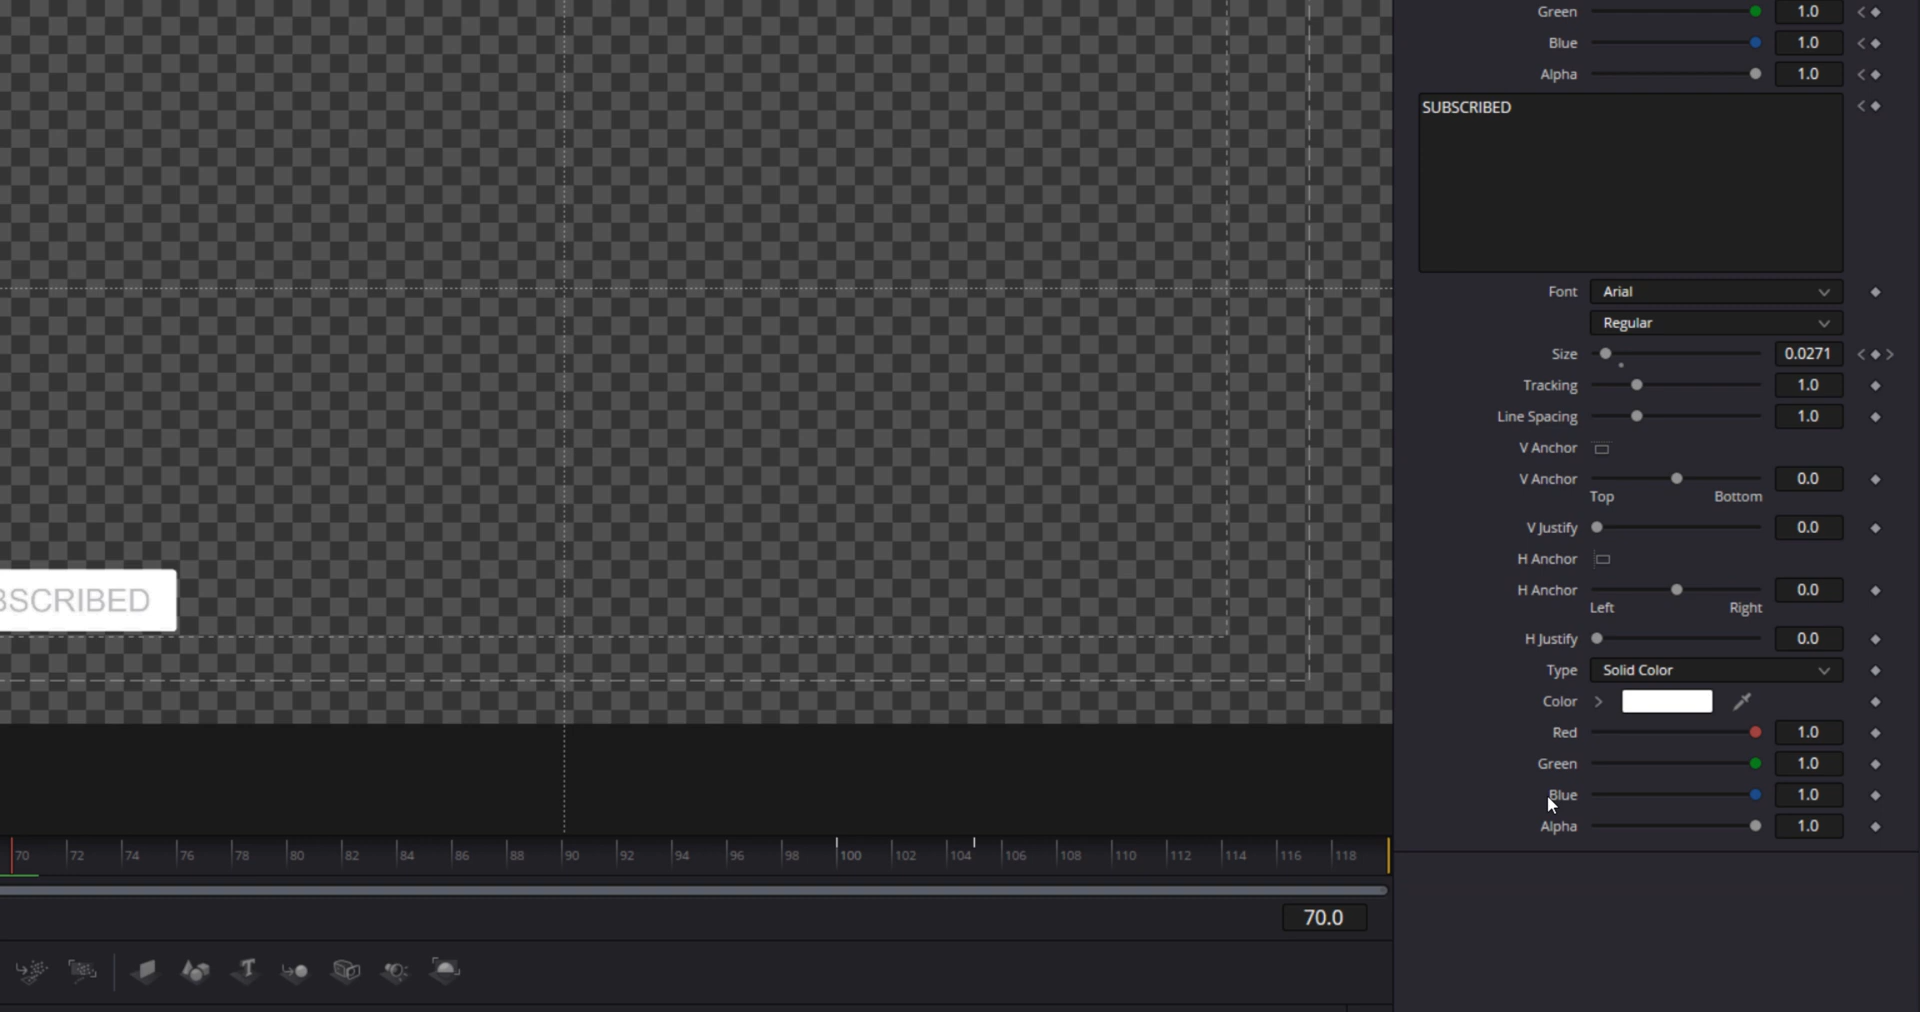 Green 1.0
Blue 1.0
Alpha 1.0
SUBSCRIBED
Font Arial
Regular
Size 0.0271
Tracking 1.0
Line Spacing 1.0
V Anchor
V Anchor 0.0
Top Bottom
V Justify 0.0
H Anchor
H Anchor 0.0
Left Right
H Justify 0.0
Type Solid Color
Color
Red 1.0
Green 1.0
Blue 1.0
Alpha 1.0
BSCRIBED
70 72 74 76 78 80 82 84 86 88 90 92 94 96 98 100 102 104 106 108 110 112 114 116 118
70.0